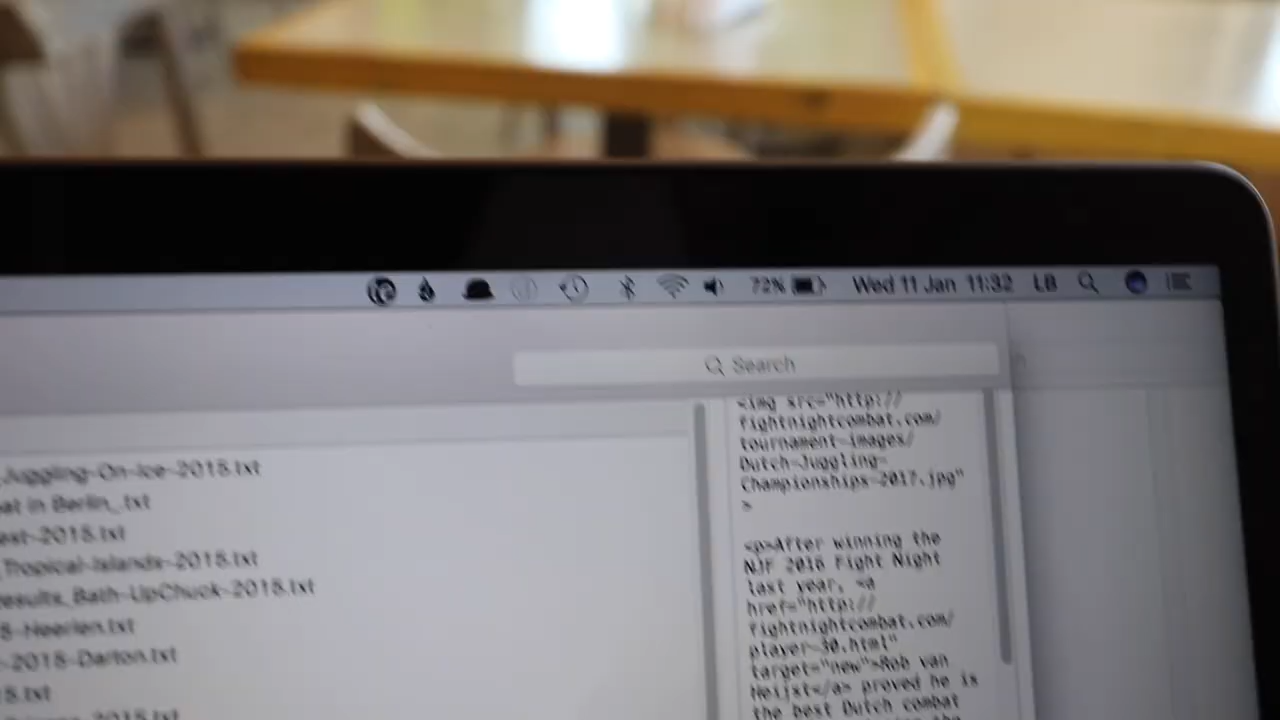 72% Wed 11 Jan 11:32 LB
Search
Juggling-On-Ice-2015.txt
at in Berlin_.txt
est-2015.txt
Tropical-Islands-2015.txt
esults_Bath-UpChuck-2015.txt
5-Heerlen.txt
-2015-Darton.txt
15.txt
2015.txt
<img src="http://
fightnightcombat.com/
tournament-images/
Dutch-Juggling-
Championships-2017.jpg"
>
<p>After winning the
NJF 2016 Fight Night
last year, <a
href="http://
fightnightcombat.com/
player-30.html"
target="new">Rob van
Heijst</a> proved he is
the best Dutch combat